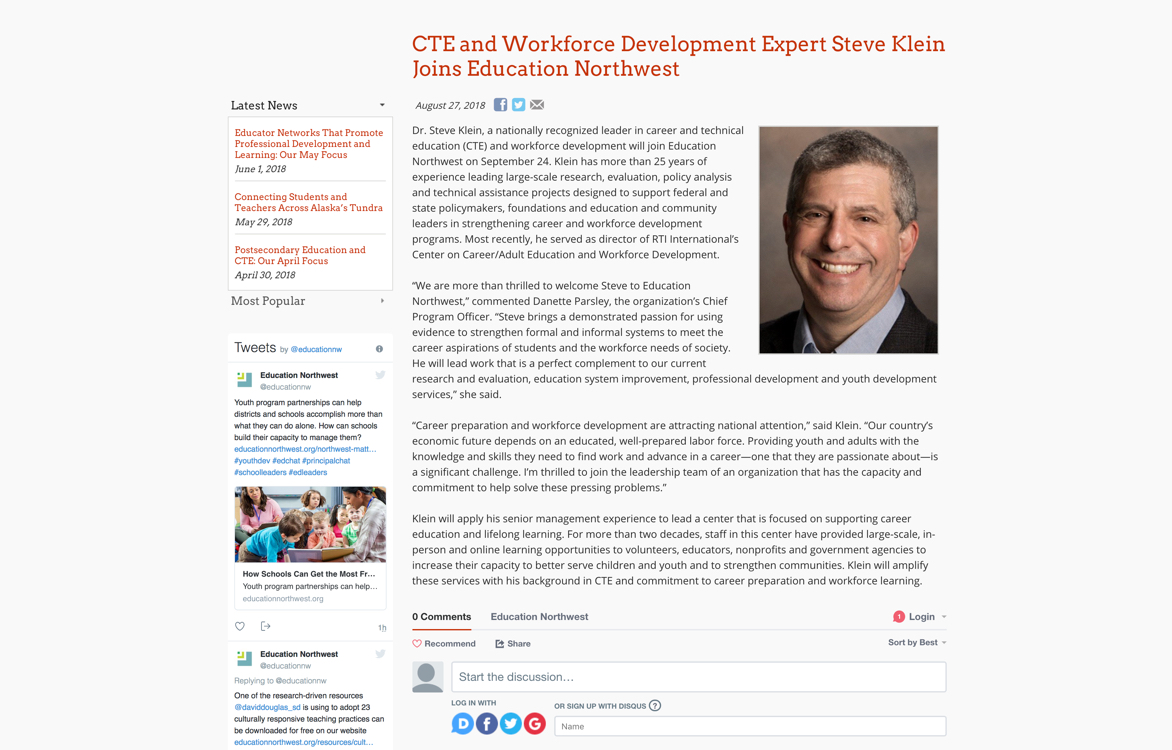 CTE and Workforce Development Expert Steve Klein
Joins Education Northwest
August 27, 2018
Latest News
Educator Networks That Promote
Professional Development and
Learning: Our May Focus
June 1, 2018
Connecting Students and
Teachers Across Alaska's Tundra
May 29, 2018
Postsecondary Education and
CTE: Our April Focus
April 30, 2018
Most Popular
Tweets by @educationnw
Education Northwest
@educationnw
Youth program partnerships can help
districts and schools accomplish more than
what they can do alone. How can schools
build their capacity to manage them?
educationnorthwest.org/northwest-matt…
#youthdev #edchat #principalchat
#schoolleaders #edleaders
How Schools Can Get the Most Fr…
Youth program partnerships can help…
educationnorthwest.org
1h
Education Northwest
@educationnw
Replying to @educationnw
One of the research-driven resources
@daviddouglas_sd is using to adopt 23
culturally responsive teaching practices can
be downloaded for free on our website
educationnorthwest.org/resources/cult…
Dr. Steve Klein, a nationally recognized leader in career and technical
education (CTE) and workforce development will join Education
Northwest on September 24. Klein has more than 25 years of
experience leading large-scale research, evaluation, policy analysis
and technical assistance projects designed to support federal and
state policymakers, foundations and education and community
leaders in strengthening career and workforce development
programs. Most recently, he served as director of RTI International's
Center on Career/Adult Education and Workforce Development.
“We are more than thrilled to welcome Steve to Education
Northwest,” commented Danette Parsley, the organization's Chief
Program Officer. “Steve brings a demonstrated passion for using
evidence to strengthen formal and informal systems to meet the
career aspirations of students and the workforce needs of society.
He will lead work that is a perfect complement to our current
research and evaluation, education system improvement, professional development and youth development
services,” she said.
“Career preparation and workforce development are attracting national attention,” said Klein. “Our country's
economic future depends on an educated, well-prepared labor force. Providing youth and adults with the
knowledge and skills they need to find work and advance in a career—one that they are passionate about—is
a significant challenge. I'm thrilled to join the leadership team of an organization that has the capacity and
commitment to help solve these pressing problems.”
Klein will apply his senior management experience to lead a center that is focused on supporting career
education and lifelong learning. For more than two decades, staff in this center have provided large-scale, in-
person and online learning opportunities to volunteers, educators, nonprofits and government agencies to
increase their capacity to better serve children and youth and to strengthen communities. Klein will amplify
these services with his background in CTE and commitment to career preparation and workforce learning.
0 Comments Education Northwest 1 Login
Recommend Share Sort by Best
Start the discussion…
LOG IN WITH
OR SIGN UP WITH DISQUS ?
D f G
Name